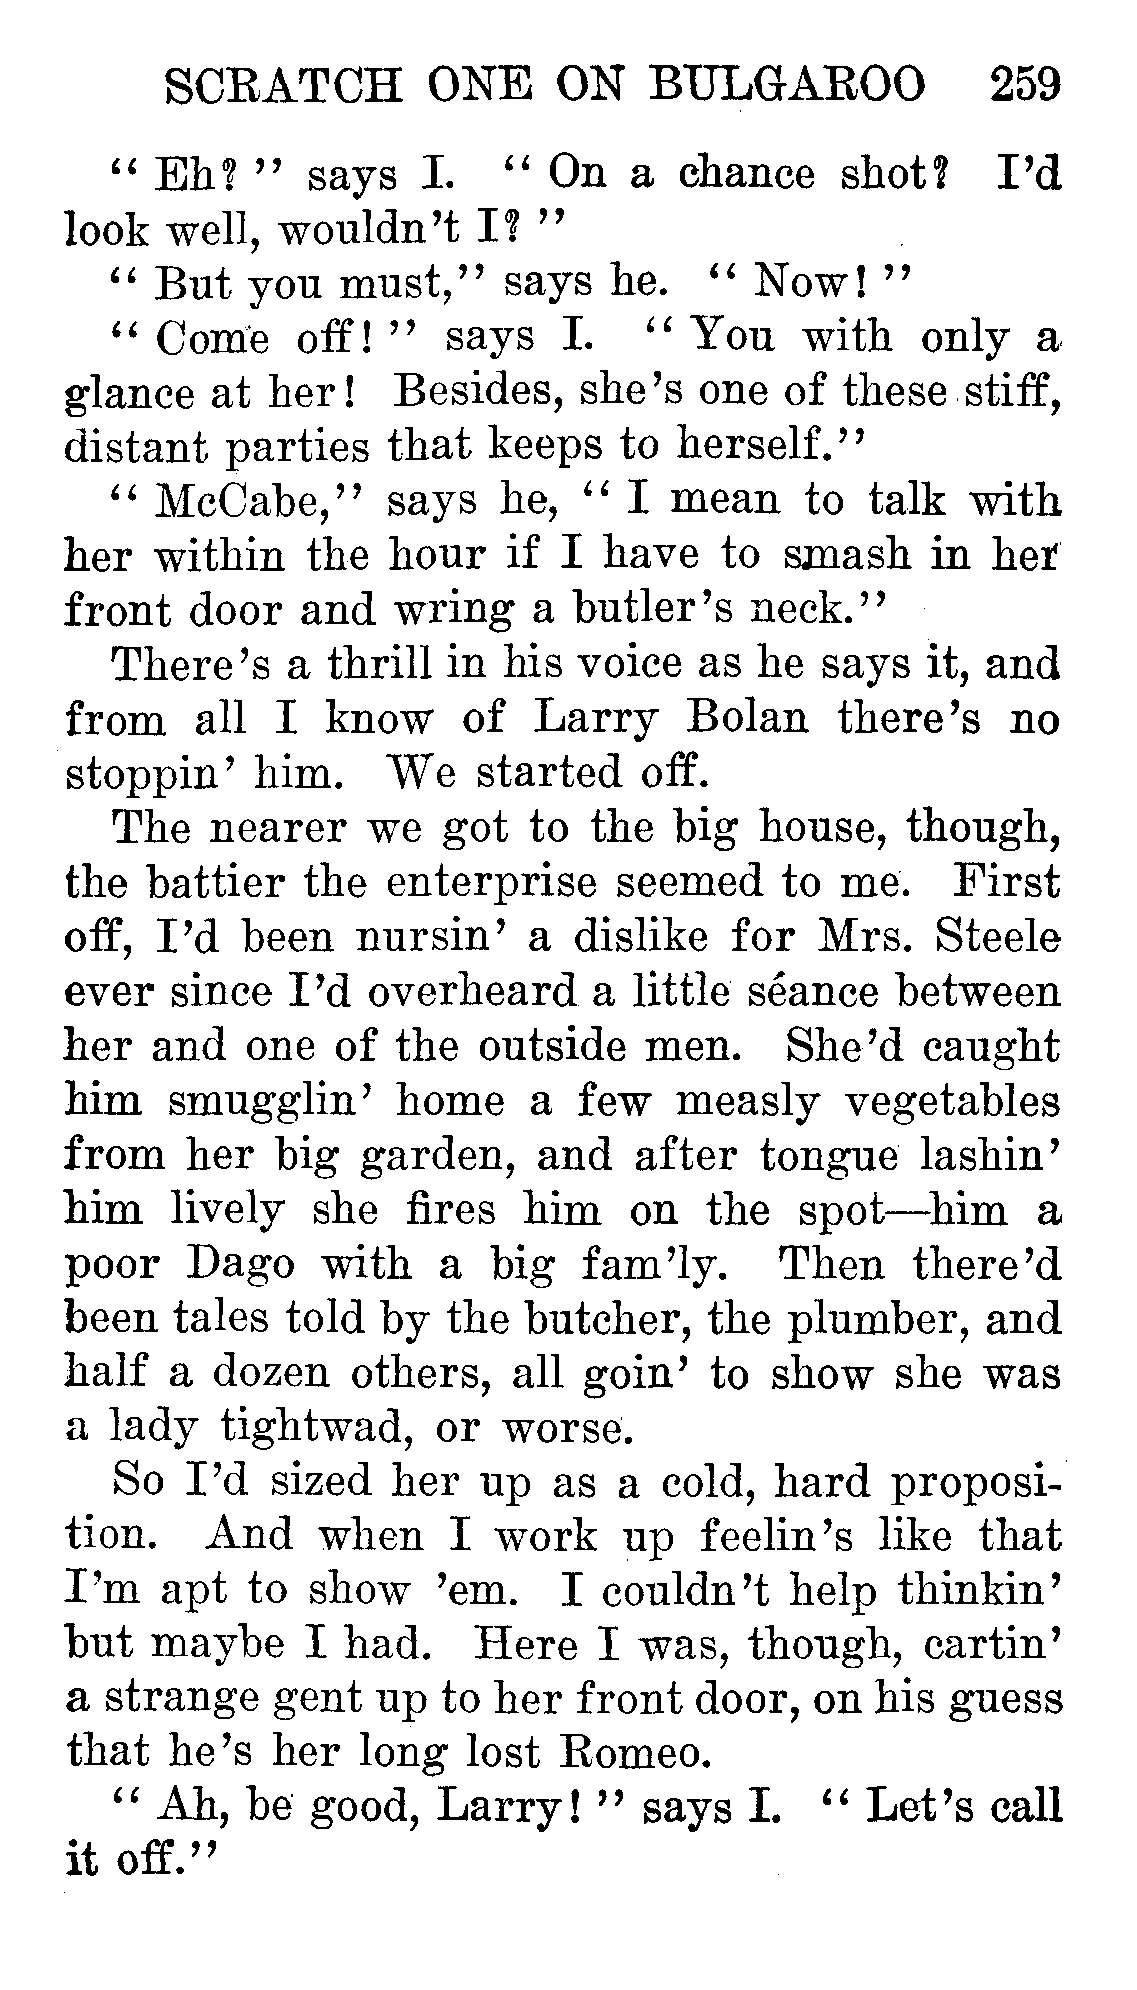 SCRATCH ONE ON BULGAROO 259
“ Eh? ” says I. “ On a chance shot? I’d
look well, wouldn’t I? ”
“ But you must,” says he. “ Now! ”
“ Come off! ” says I. “ You with only a
glance at her! Besides, she’s one of these stiff,
distant parties that keeps to herself.”
“ McCabe,” says he, “ I mean to talk with
her within the hour if I have to smash in her
front door and wring a butler’s neck.”
There’s a thrill in his voice as he says it, and
from all I know of Larry Bolan there’s no
stoppin’ him. We started off.
The nearer we got to the big house, though,
the battier the enterprise seemed to me. First
off, I’d been nursin’ a dislike for Mrs. Steele
ever since I’d overheard a little séance between
her and one of the outside men. She’d caught
him smugglin’ home a few measly vegetables
from her big garden, and after tongue lashin’
him lively she fires him on the spot—him a
poor Dago with a big fam’ly. Then there’d
been tales told by the butcher, the plumber, and
half a dozen others, all goin’ to show she was
a lady tightwad, or worse.
So I’d sized her up as a cold, hard proposi-
tion. And when I work up feelin’s like that
I’m apt to show ’em. I couldn’t help thinkin’
but maybe I had. Here I was, though, cartin’
a strange gent up to her front door, on his guess
that he’s her long lost Romeo.
“ Ah, be good, Larry! ” says I. “ Let’s call
it off.”